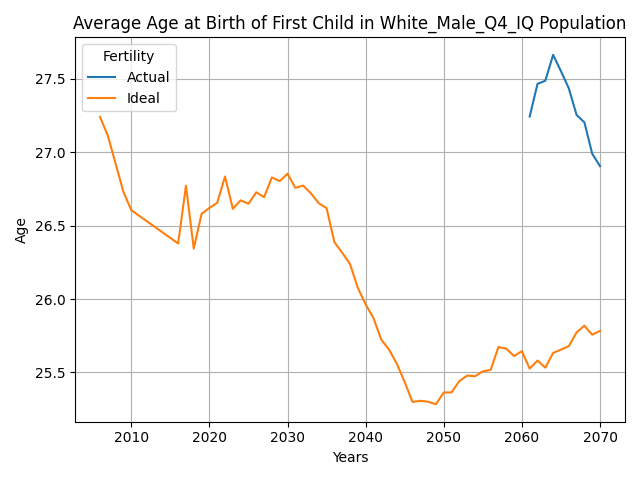 Average Age at Birth of First Child in White_Male_Q4_IQ Population
Fertility
Actual
Ideal
27.5
27.0
26.5
26.0
25.5
Age
2010 2020 2030 2040 2050 2060 2070
Years